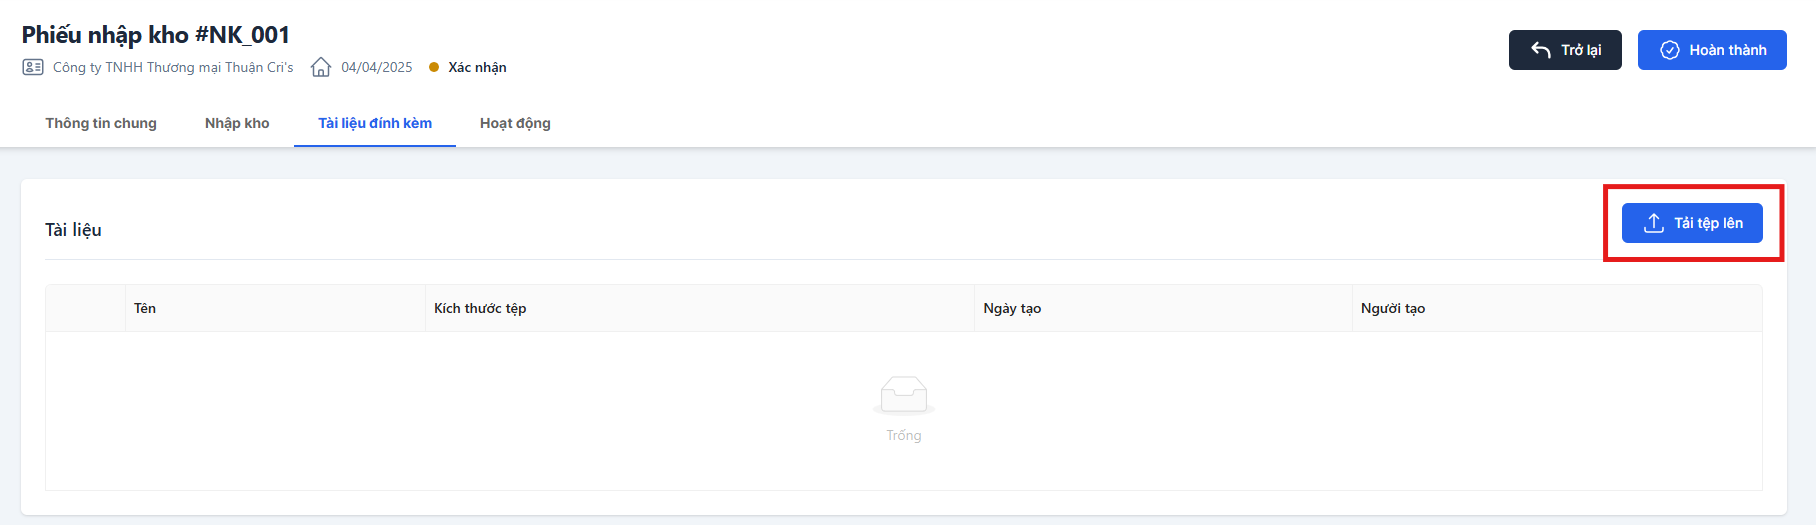 Phiếu nhập kho #NK_001
Công ty TNHH Thương mại Thuận Cri's 04/04/2025 Xác nhận
Trở lại Hoàn thành
Thông tin chung Nhập kho Tài liệu đính kèm Hoạt động
Tài liệu
Tải tệp lên
Tên Kích thước tệp Ngày tạo Người tạo
Trống